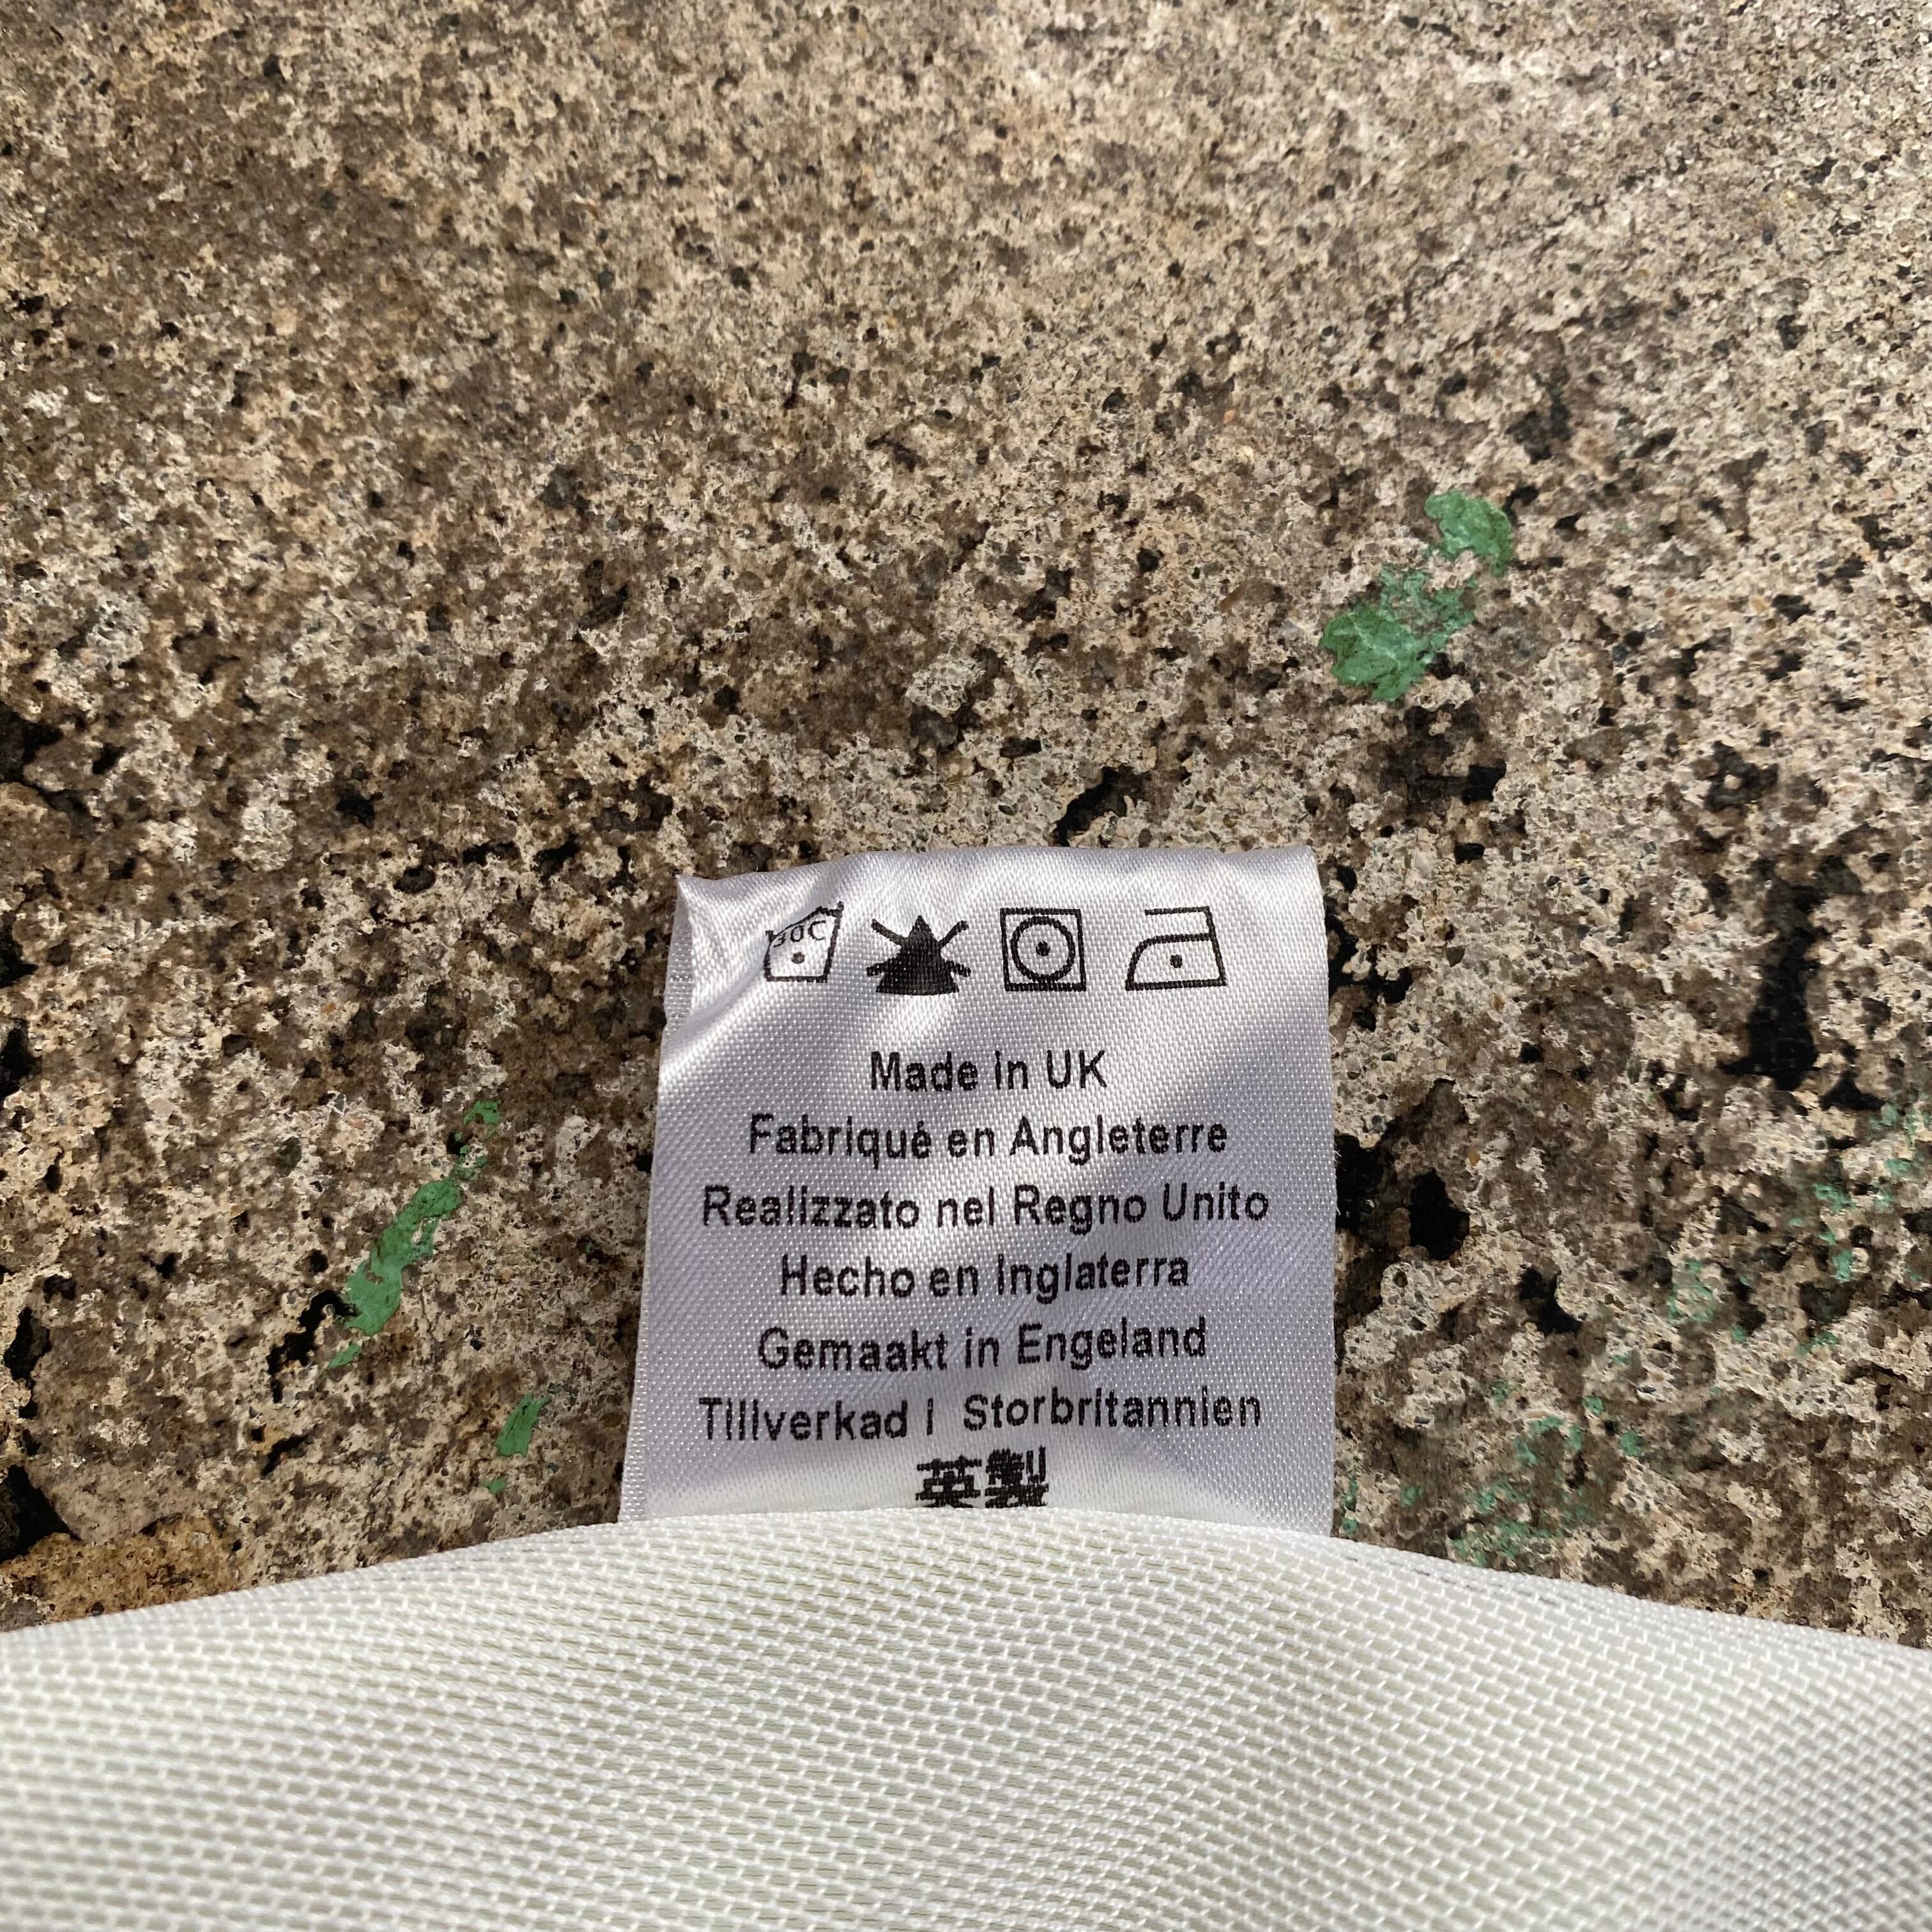 30C
Made in UK
Fabriqué en Angleterre
Realizzato nel Regno Unito
Hecho en Inglaterra
Gemaakt in Engeland
Tillverkad i Storbritannien
英製